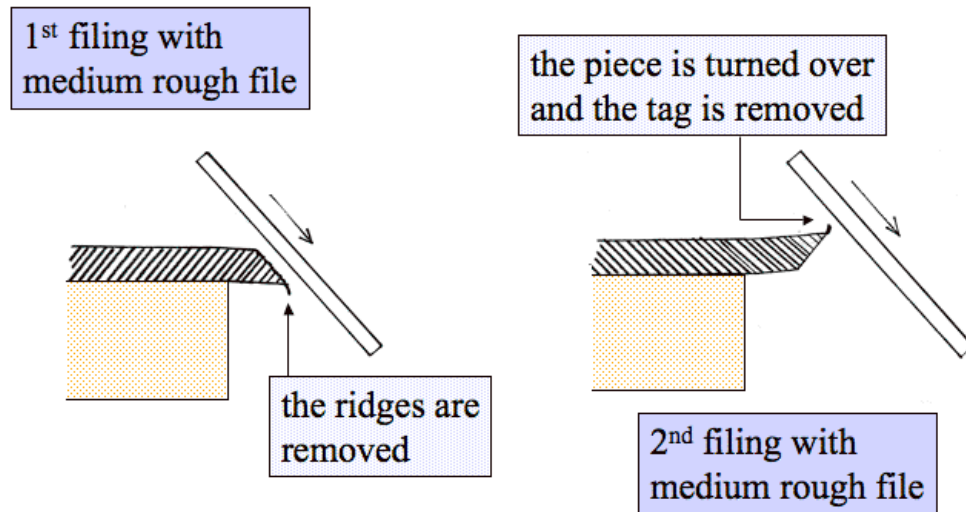 1st filing with
medium rough file
the piece is turned over
and the tag is removed
the ridges are
removed
2nd filing with
medium rough file